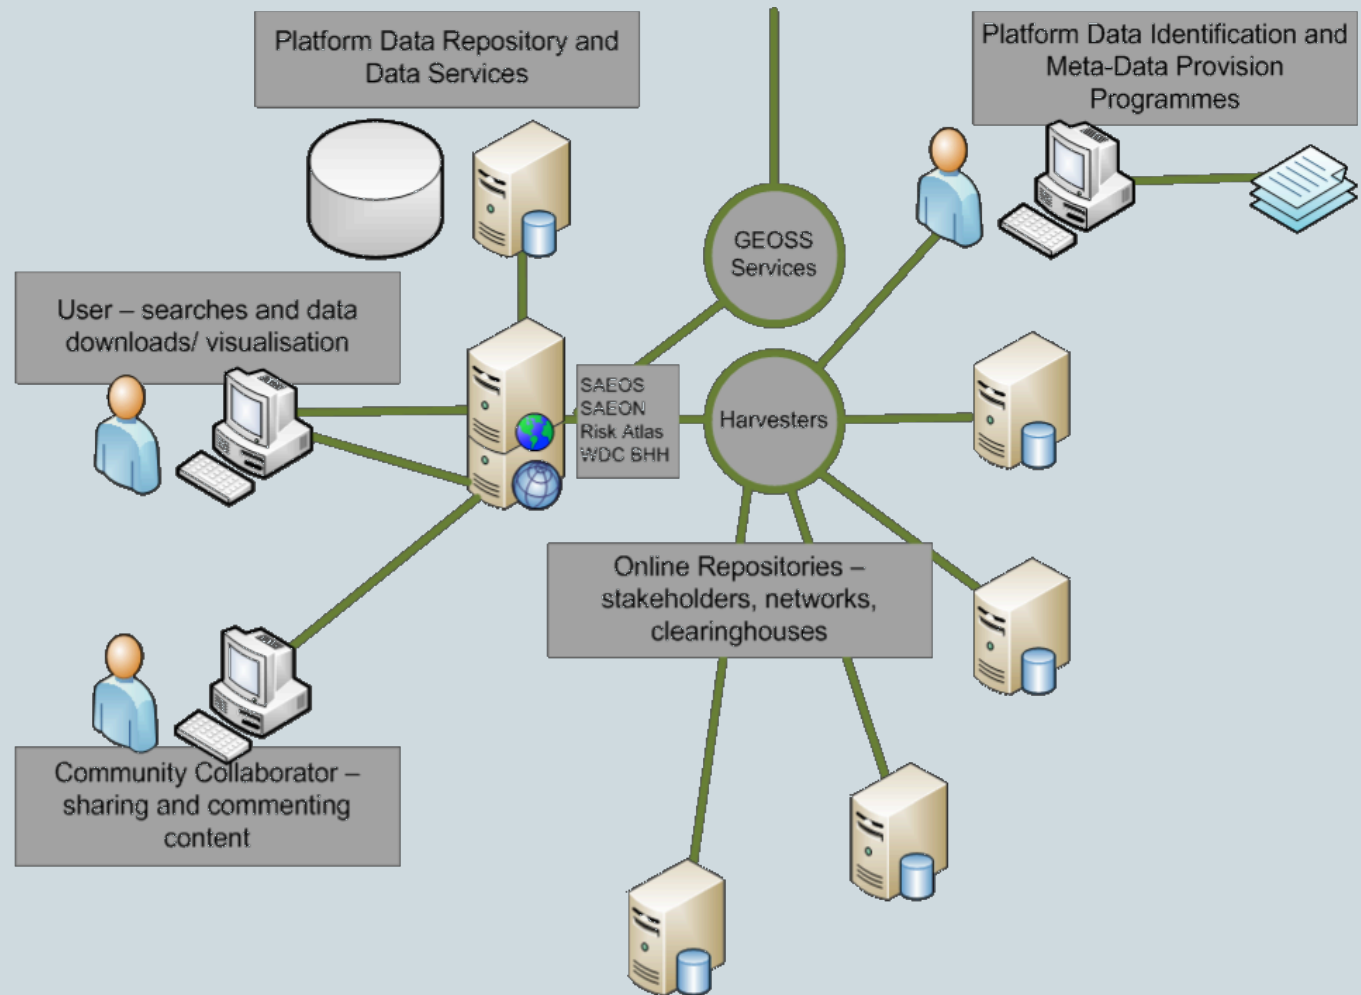 Platform Data Repository and
Data Services
Platform Data Identification and
Meta-Data Provision
Programmes
GEOSS
Services
User – searches and data
downloads/ visualisation
SAEOS
SAEON
Risk Atlas
WDC BHH
Harvesters
Online Repositories –
stakeholders, networks,
clearinghouses
Community Collaborator –
sharing and commenting
content